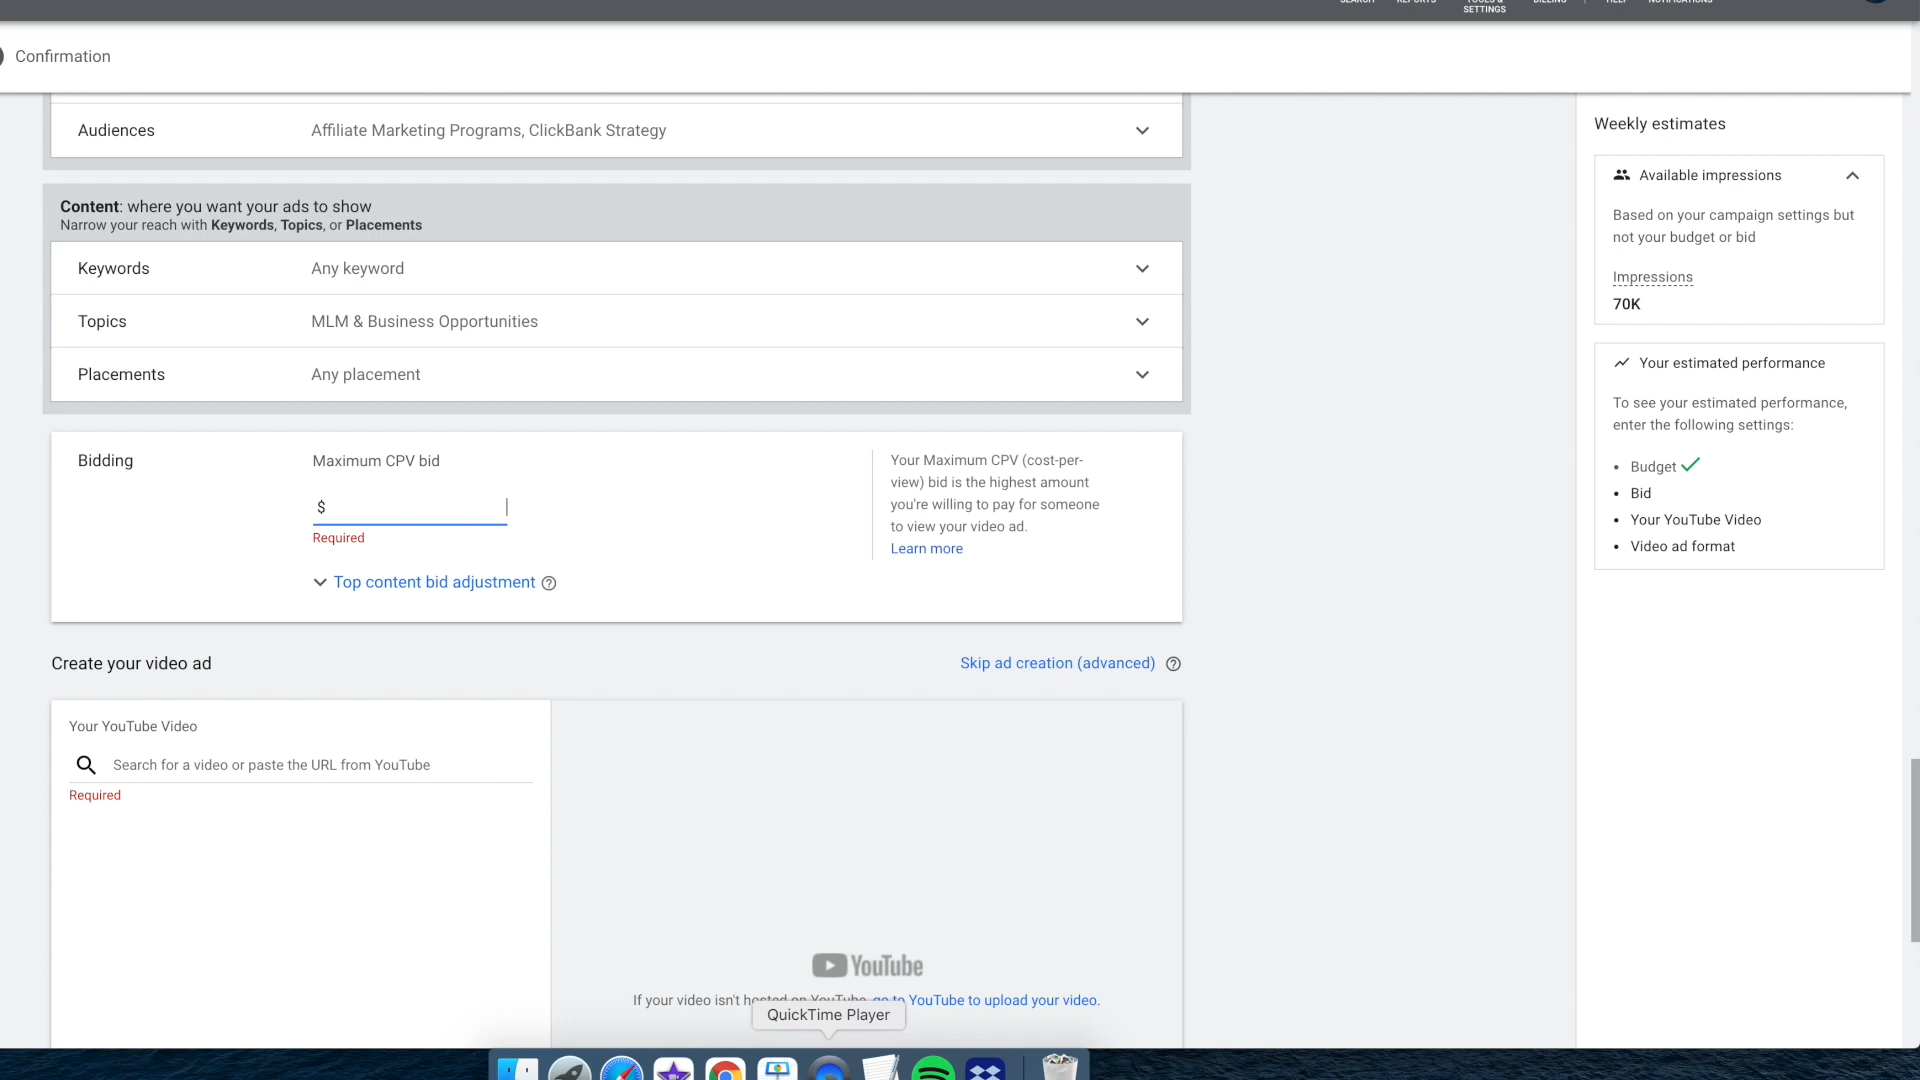 SEARCH REPORTS TOOLS & SETTINGS BILLING HELP NOTIFICATIONS
Confirmation
Audiences Affiliate Marketing Programs, ClickBank Strategy
Content: where you want your ads to show
Narrow your reach with Keywords, Topics, or Placements
Keywords Any keyword
Topics MLM & Business Opportunities
Placements Any placement
Bidding Maximum CPV bid
$
Required
Top content bid adjustment
Your Maximum CPV (cost-per-
view) bid is the highest amount
you're willing to pay for someone
to view your video ad.
Learn more
Create your video ad
Skip ad creation (advanced)
Your YouTube Video
Search for a video or paste the URL from YouTube
Required
YouTube
If your video isn't hosted on YouTube, go to YouTube to upload your video.
QuickTime Player
Weekly estimates
Available impressions
Based on your campaign settings but
not your budget or bid
Impressions
70K
Your estimated performance
To see your estimated performance,
enter the following settings:
• Budget
• Bid
• Your YouTube Video
• Video ad format